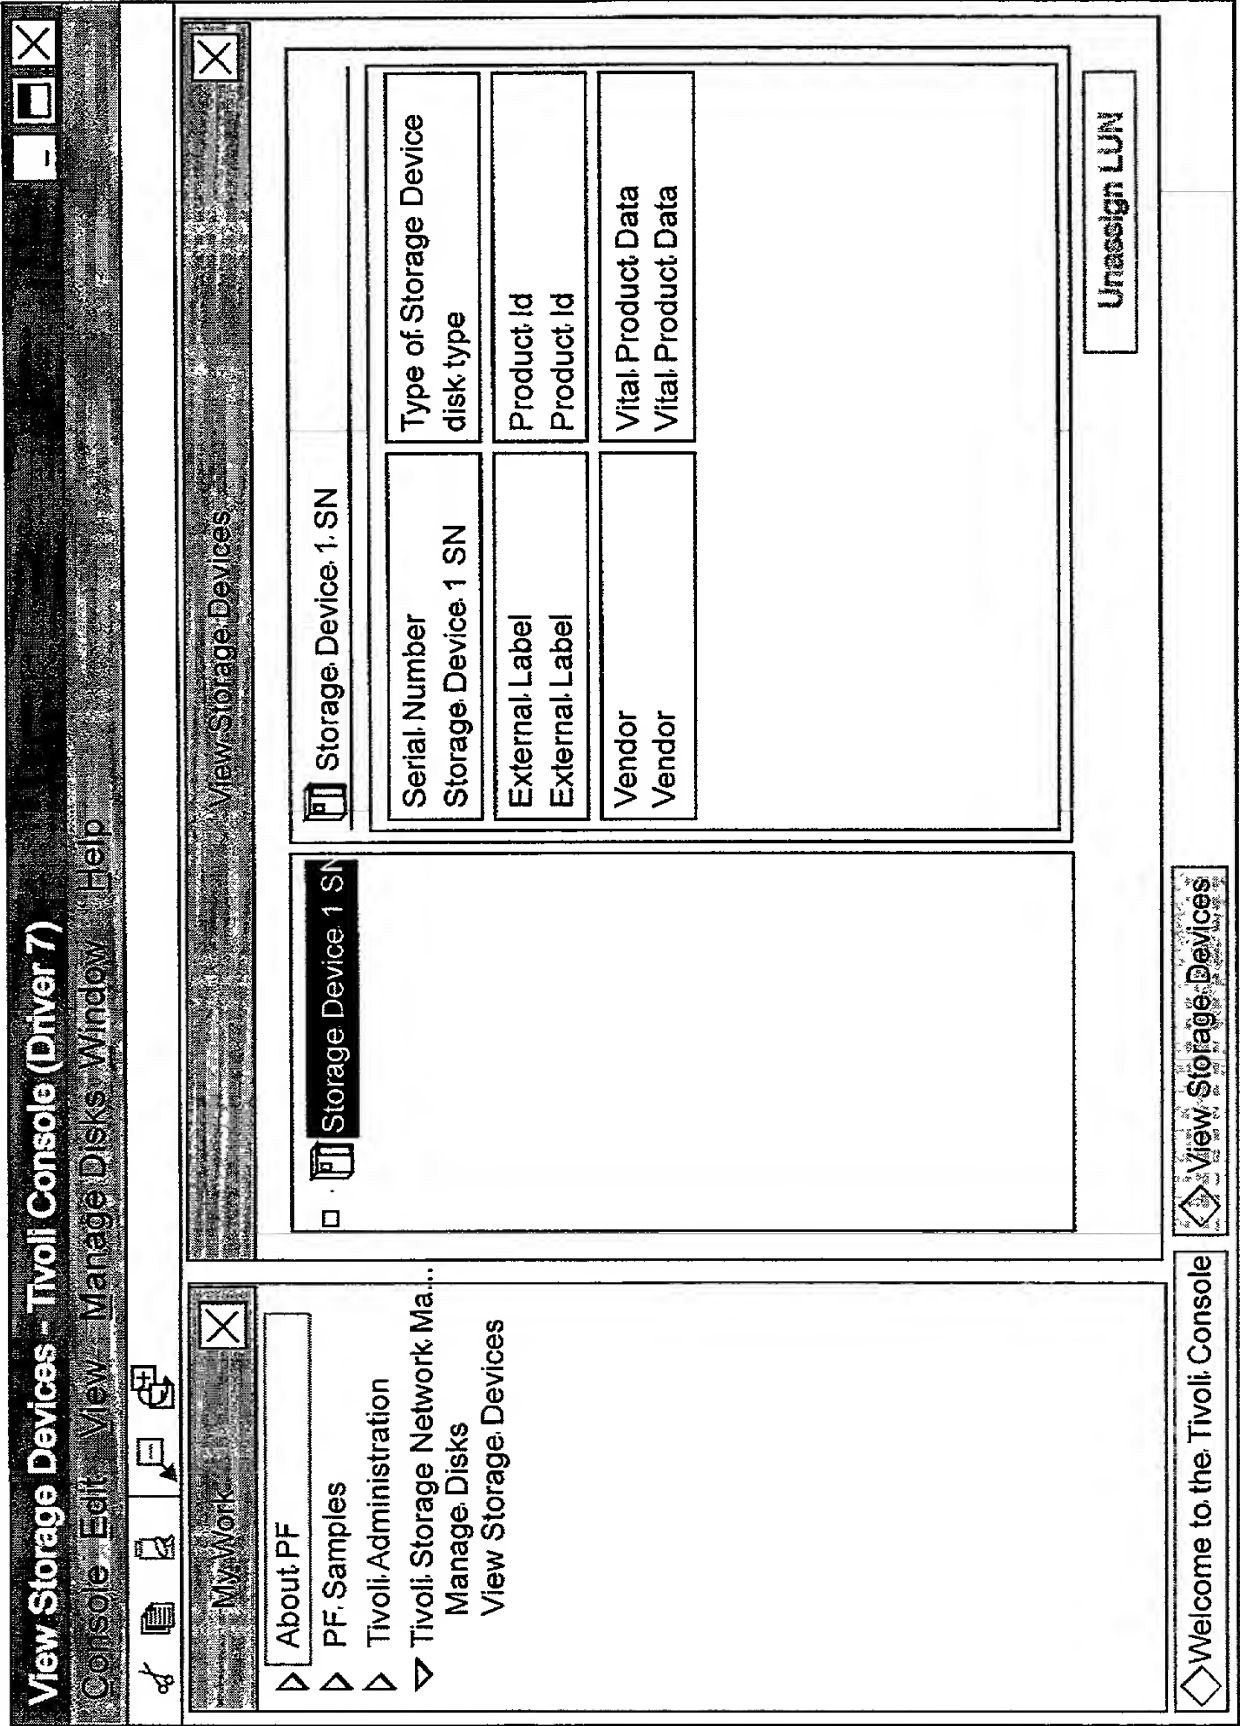 View Storage Devices - Tivoli Console (Driver 7)
Console Edit View Manage Disks Window Help
My Work
About PF
PF Samples
Tivoli Administration
Tivoli Storage Network Ma...
Manage Disks
View Storage Devices
View Storage Devices
Storage Device 1 SN
Storage Device 1 SN
Serial Number
Storage Device 1 SN
Type of Storage Device
disk type
External Label
External Label
Product Id
Product Id
Vendor
Vendor
Vital Product Data
Vital Product Data
Unassign LUN
Welcome to the Tivoli Console
View Storage Devices